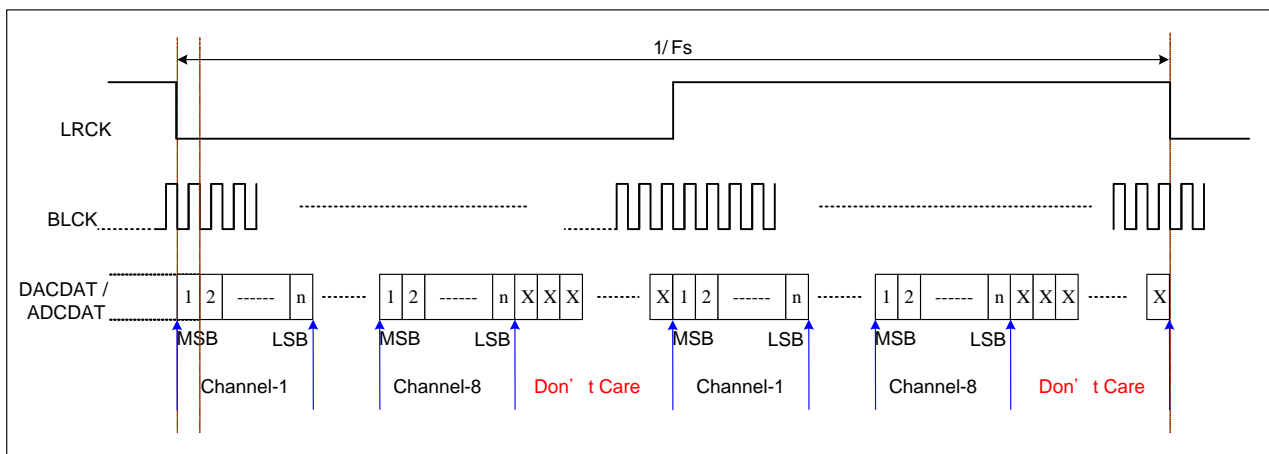 1/ Fs
LRCK
BLCK
DACDAT /
ADCDAT
1 2 ------ n 1 2 ------ n X X X X 1 2 ------ n 1 2 ------ n X X X X
MSB LSB MSB LSB MSB LSB MSB LSB
Channel-1 Channel-8 Don' t Care Channel-1 Channel-8 Don' t Care